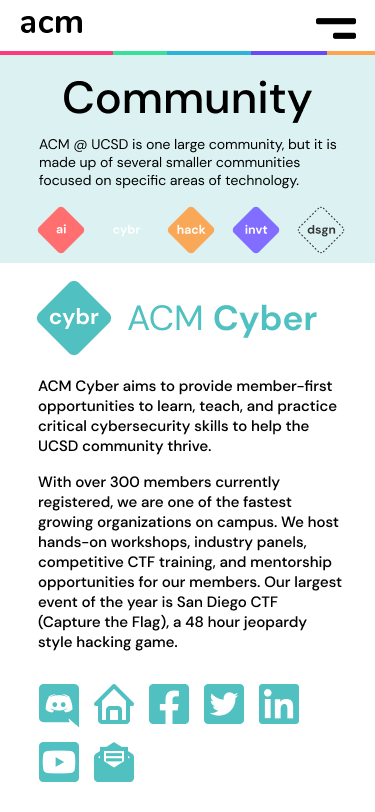 acm
Community
ACM @ UCSD is one large community, but it is
made up of several smaller communities
focused on specific areas of technology.
ai cybr hack invt dsgn
cybr ACM Cyber
ACM Cyber aims to provide member-first
opportunities to learn, teach, and practice
critical cybersecurity skills to help the
UCSD community thrive.
With over 300 members currently
registered, we are one of the fastest
growing organizations on campus. We host
hands-on workshops, industry panels,
competitive CTF training, and mentorship
opportunities for our members. Our largest
event of the year is San Diego CTF
(Capture the Flag), a 48 hour jeopardy
style hacking game.
in